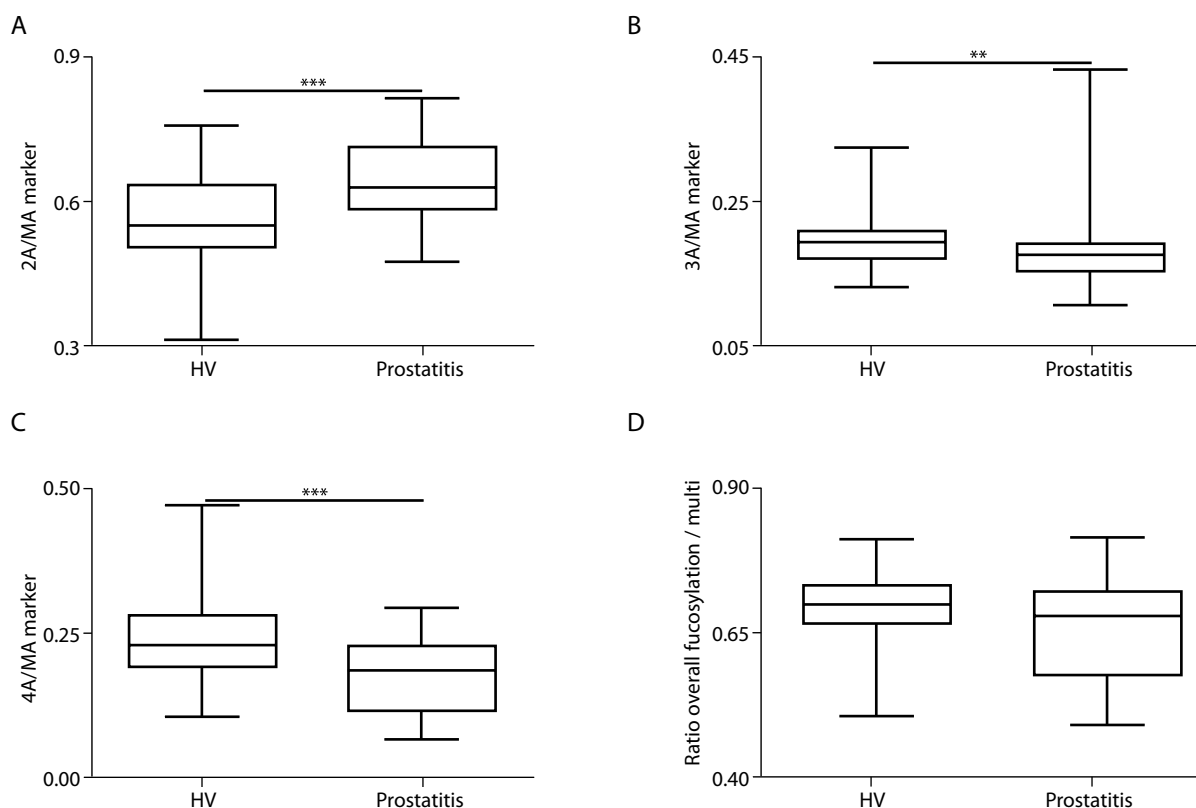 A
0.9
0.6
0.3
2A/MA marker
***
HV
Prostatitis
B
0.45
0.25
0.05
3A/MA marker
**
HV
Prostatitis
C
0.50
0.25
0.00
4A/MA marker
***
HV
Prostatitis
D
0.90
0.65
0.40
Ratio overall fucosylation / multi
HV
Prostatitis